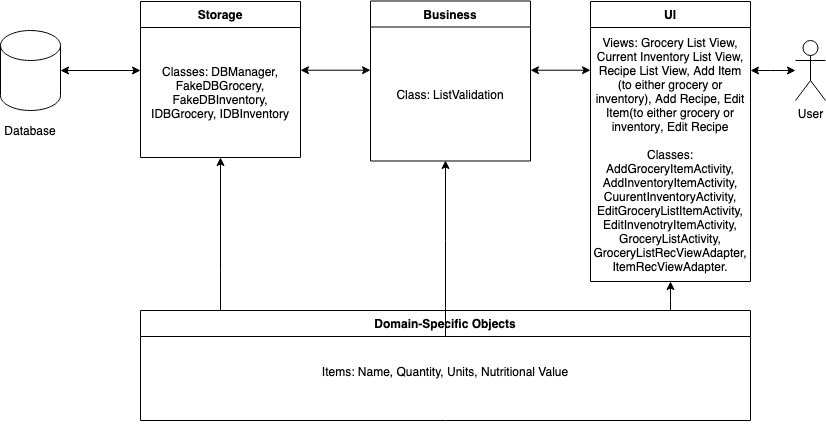 Storage
Business
UI
Classes: DBManager,
FakeDBGrocery,
FakeDBInventory,
IDBGrocery, IDBInventory
Class: ListValidation
Views: Grocery List View,
Current Inventory List View,
Recipe List View, Add Item
(to either grocery or
inventory), Add Recipe, Edit
Item(to either grocery or
inventory, Edit Recipe
Classes:
AddGroceryItemActivity,
AddInventoryItemActivity,
CuurentInventoryActivity,
EditGroceryListItemActivity,
EditInvenotryItemActivity,
GroceryListActivity,
GroceryListRecViewAdapter,
ItemRecViewAdapter.
Database
User
Domain-Specific Objects
Items: Name, Quantity, Units, Nutritional Value